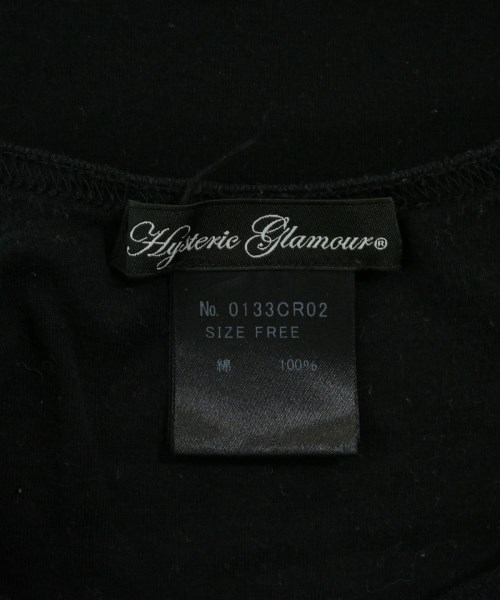 Hysteric Glamour®
No. 0133CR02
SIZE FREE
綿 100%